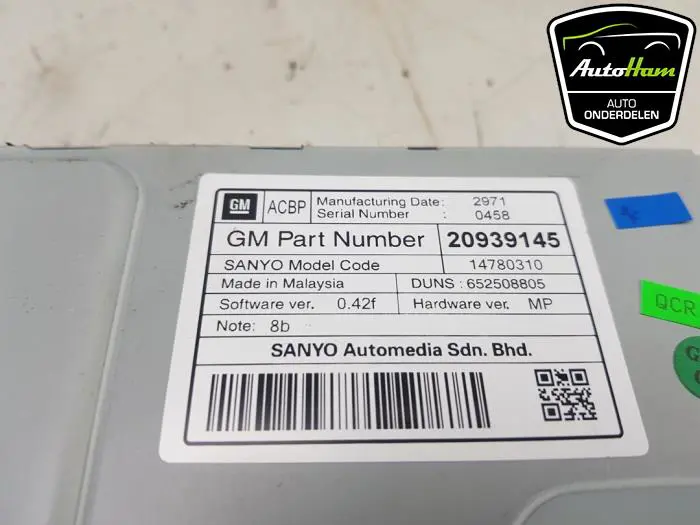 AutoHam
AUTO
ONDERDELEN
GM ACBP Manufacturing Date: 2971
Serial Number : 0458
GM Part Number 20939145
SANYO Model Code 14780310
Made in Malaysia DUNS : 652508805
Software ver. 0.42f Hardware ver. MP
Note: 8b
SANYO Automedia Sdn. Bhd.
QCR